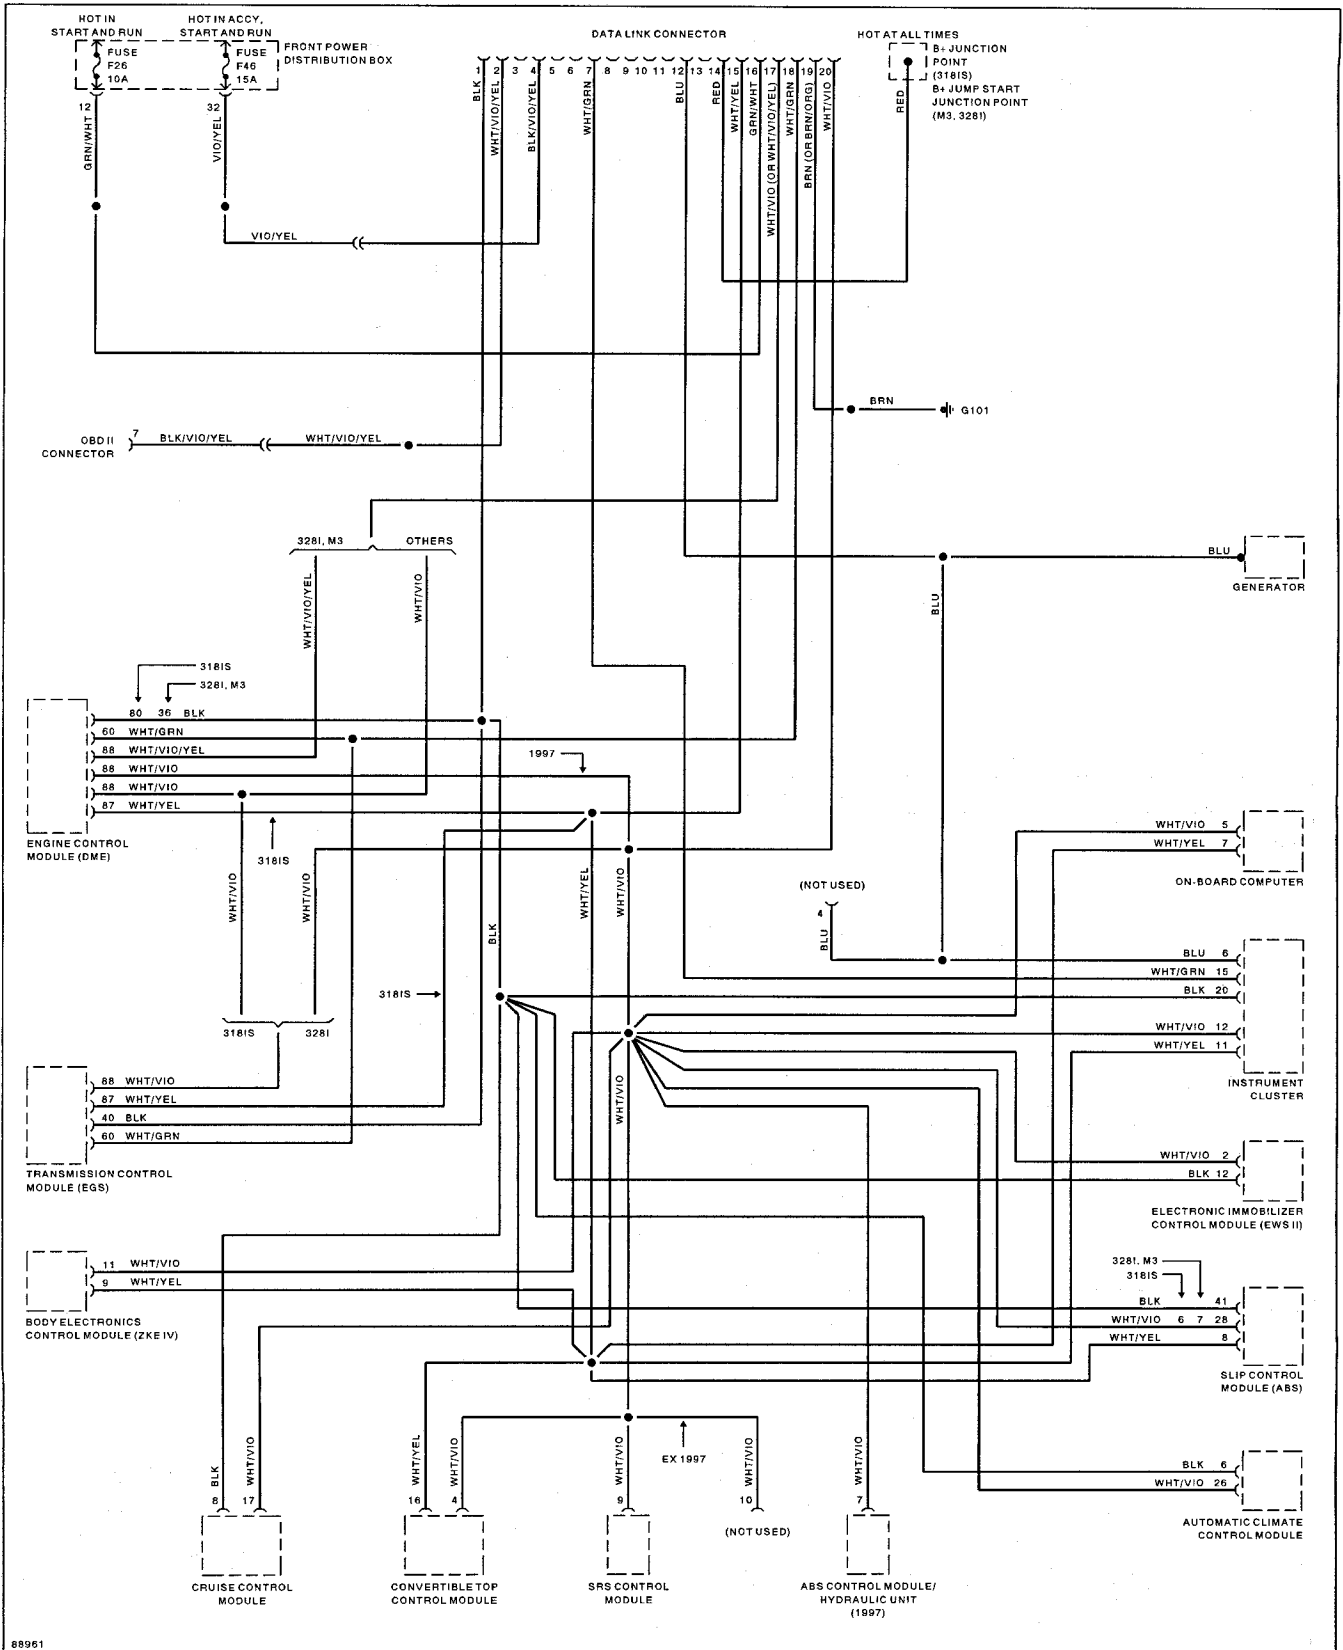 HOT IN
START AND RUN
HOT IN ACCY,
START AND RUN
FUSE
F26
10A
FUSE
F46
15A
FRONT POWER
DISTRIBUTION BOX
DATA LINK CONNECTOR
HOT AT ALL TIMES
B+ JUNCTION
POINT
(318IS)
B+ JUMP START
JUNCTION POINT
(M3, 328I)
1 2 3 4 5 6 7 8 9 10 11 12 13 14 15 16 17 18 19 20
12
GRN/WHT
32
VIO/YEL
BLK
WHT/VIO/YEL
BLK/VIO/YEL
WHT/GRN
BLU
RED
WHT/YEL
GRN/WHT
WHT/VIO (OR WHT/VIO/YEL)
WHT/GRN
BRN (OR BRN/ORG)
WHT/VIO
RED
VIO/YEL
BRN
G101
OBD II
CONNECTOR
7
BLK/VIO/YEL
WHT/VIO/YEL
328I, M3
OTHERS
WHT/VIO/YEL
WHT/VIO
BLU
GENERATOR
BLU
318IS
328I, M3
80 36 BLK
60 WHT/GRN
88 WHT/VIO/YEL
88 WHT/VIO
88 WHT/VIO
87 WHT/YEL
ENGINE CONTROL
MODULE (DME)
1997
318IS
WHT/VIO
WHT/VIO
BLK
WHT/YEL
WHT/VIO
(NOT USED)
4
BLU
WHT/VIO 5
WHT/YEL 7
ON-BOARD COMPUTER
BLU 6
WHT/GRN 15
BLK 20
WHT/VIO 12
WHT/YEL 11
INSTRUMENT
CLUSTER
318IS
318IS
328I
88 WHT/VIO
87 WHT/YEL
40 BLK
60 WHT/GRN
TRANSMISSION CONTROL
MODULE (EGS)
WHT/VIO
WHT/VIO 2
BLK 12
ELECTRONIC IMMOBILIZER
CONTROL MODULE (EWS II)
11 WHT/VIO
9 WHT/YEL
BODY ELECTRONICS
CONTROL MODULE (ZKE IV)
328I, M3
318IS
BLK 41
WHT/VIO 6 7 28
WHT/YEL 8
SLIP CONTROL
MODULE (ABS)
EX 1997
BLK
WHT/VIO
WHT/YEL
WHT/VIO
WHT/VIO
WHT/VIO
WHT/VIO
8 17
16 4
9
10
7
(NOT USED)
BLK 6
WHT/VIO 26
AUTOMATIC CLIMATE
CONTROL MODULE
CRUISE CONTROL
MODULE
CONVERTIBLE TOP
CONTROL MODULE
SRS CONTROL
MODULE
ABS CONTROL MODULE/
HYDRAULIC UNIT
(1997)
88961